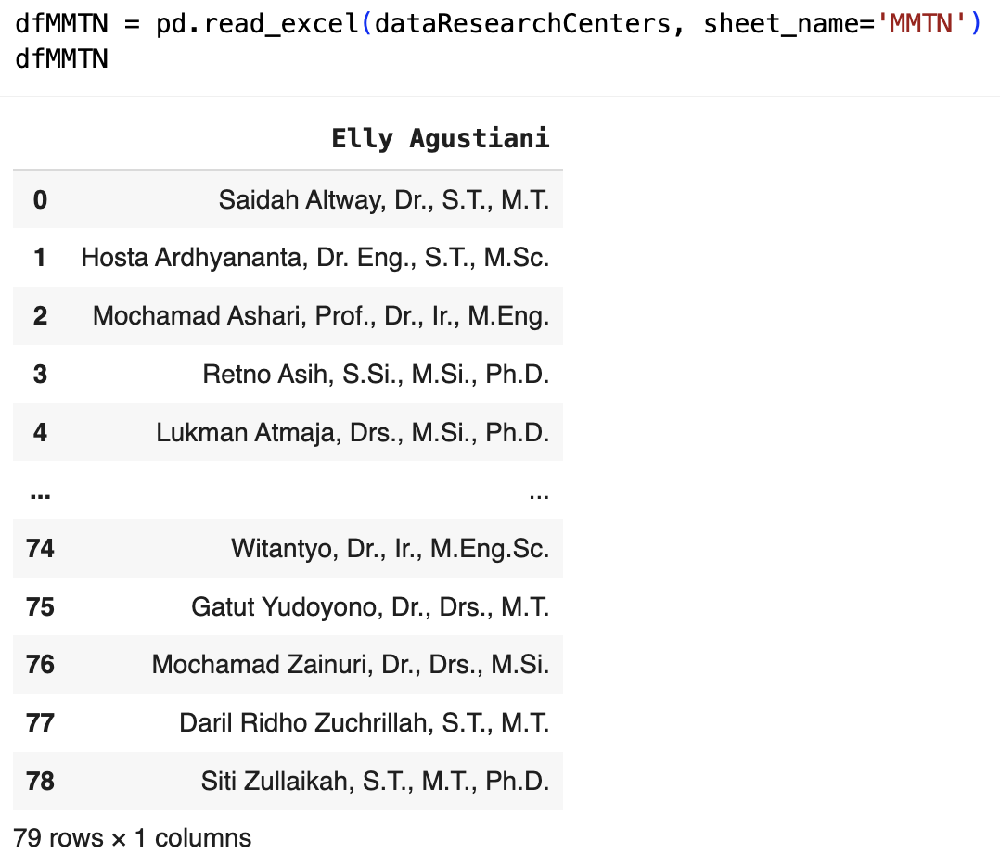 dfMMTN = pd.read_excel(dataResearchCenters, sheet_name='MMTN')
dfMMTN
Elly Agustiani
0 Saidah Altway, Dr., S.T., M.T.
1 Hosta Ardhyananta, Dr. Eng., S.T., M.Sc.
2 Mochamad Ashari, Prof., Dr., Ir., M.Eng.
3 Retno Asih, S.Si., M.Si., Ph.D.
4 Lukman Atmaja, Drs., M.Si., Ph.D.
... ...
74 Witantyo, Dr., Ir., M.Eng.Sc.
75 Gatut Yudoyono, Dr., Drs., M.T.
76 Mochamad Zainuri, Dr., Drs., M.Si.
77 Daril Ridho Zuchrillah, S.T., M.T.
78 Siti Zullaikah, S.T., M.T., Ph.D.
79 rows × 1 columns